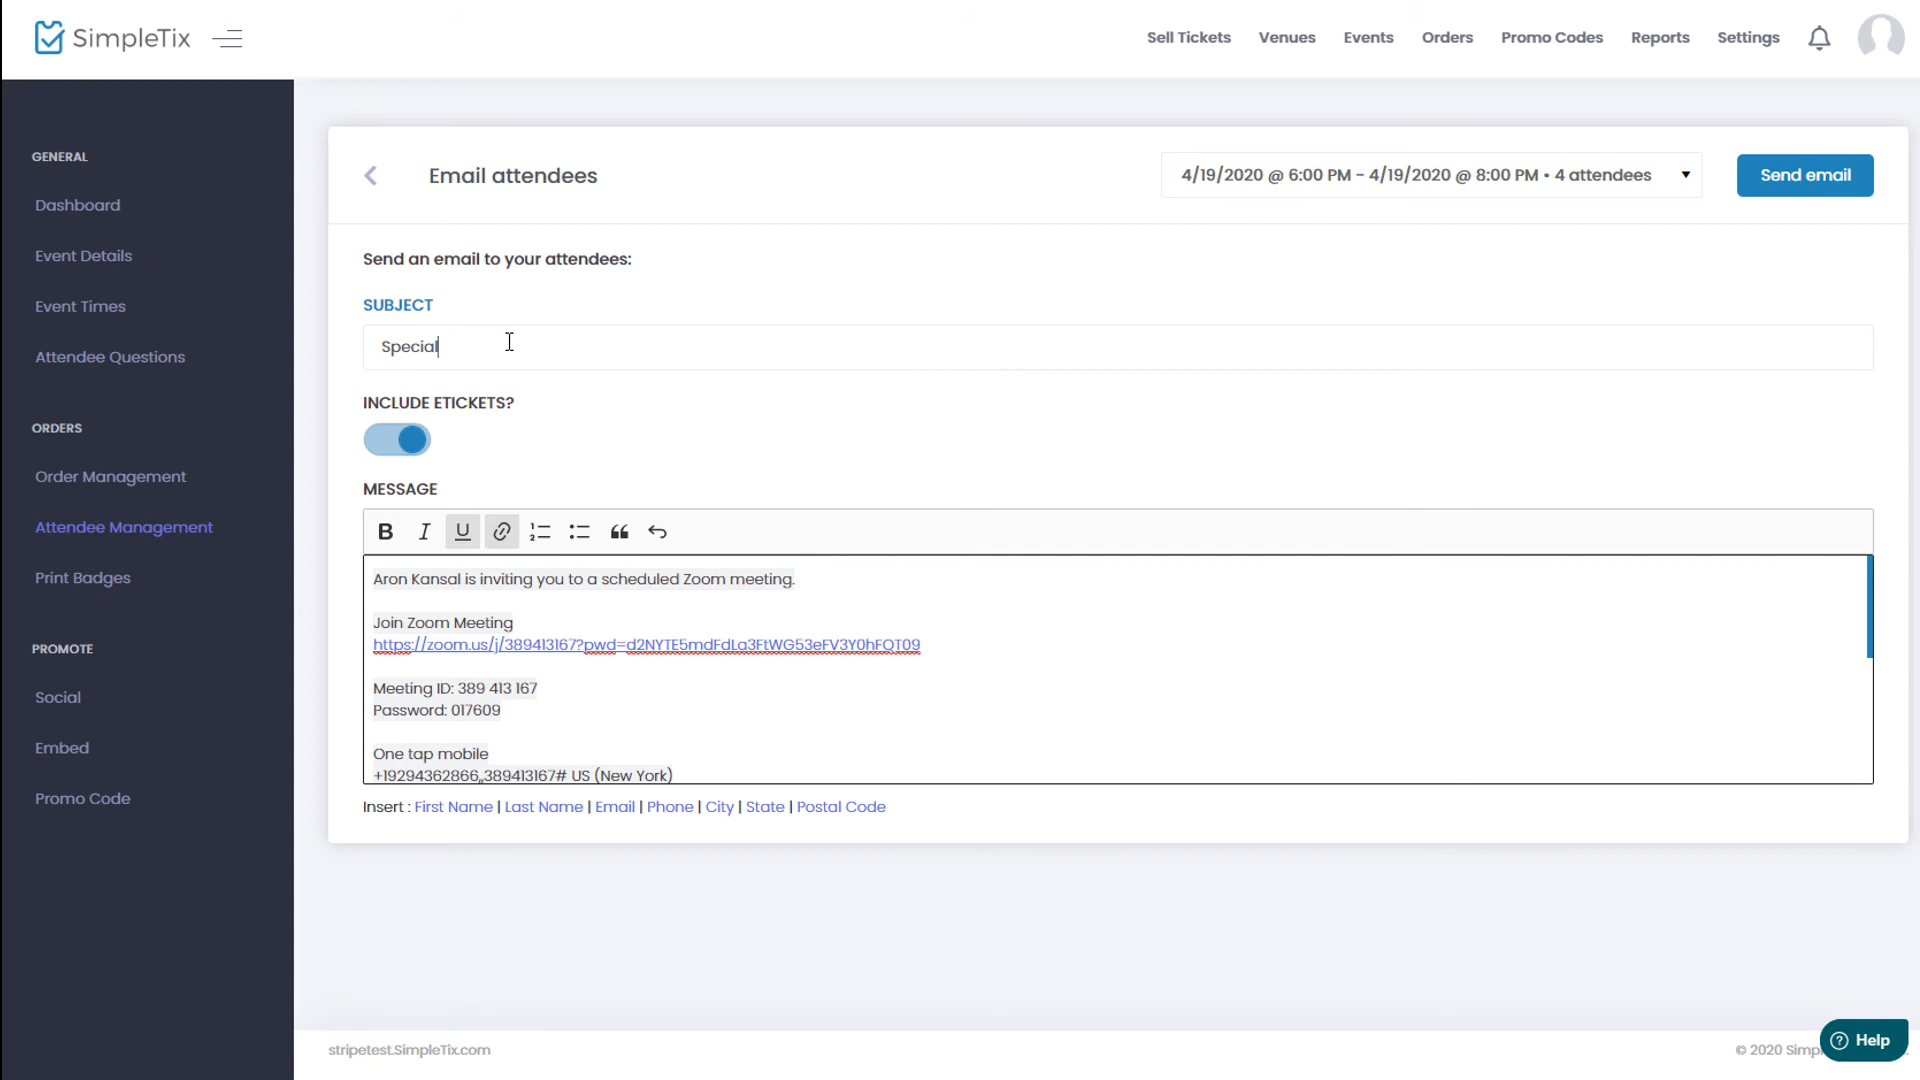 SimpleTix
Sell Tickets
Venues
Events
Orders
Promo Codes
Reports
Settings
GENERAL
Dashboard
Event Details
Event Times
Attendee Questions
ORDERS
Order Management
Attendee Management
Print Badges
PROMOTE
Social
Embed
Promo Code
Email attendees
4/19/2020 @ 6:00 PM - 4/19/2020 @ 8:00 PM • 4 attendees
Send email
Send an email to your attendees:
SUBJECT
Special
INCLUDE ETICKETS?
MESSAGE
B I U
Aron Kansal is inviting you to a scheduled Zoom meeting.
Join Zoom Meeting
https://zoom.us/j/389413167?pwd=d2NYTE5mdFdLa3FtWG53eFV3Y0hFQT09
Meeting ID: 389 413 167
Password: 017609
One tap mobile
+19294362866,,389413167# US (New York)
Insert : First Name | Last Name | Email | Phone | City | State | Postal Code
stripetest.SimpleTix.com
© 2020 Simpl
Help